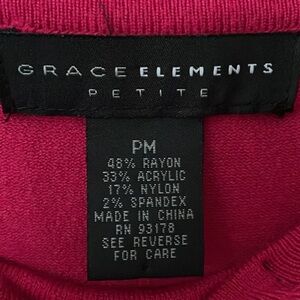 GRACE ELEMENTS
PETITE
PM
48% RAYON
33% ACRYLIC
17% NYLON
2% SPANDEX
MADE IN CHINA
RN 93178
SEE REVERSE
FOR CARE